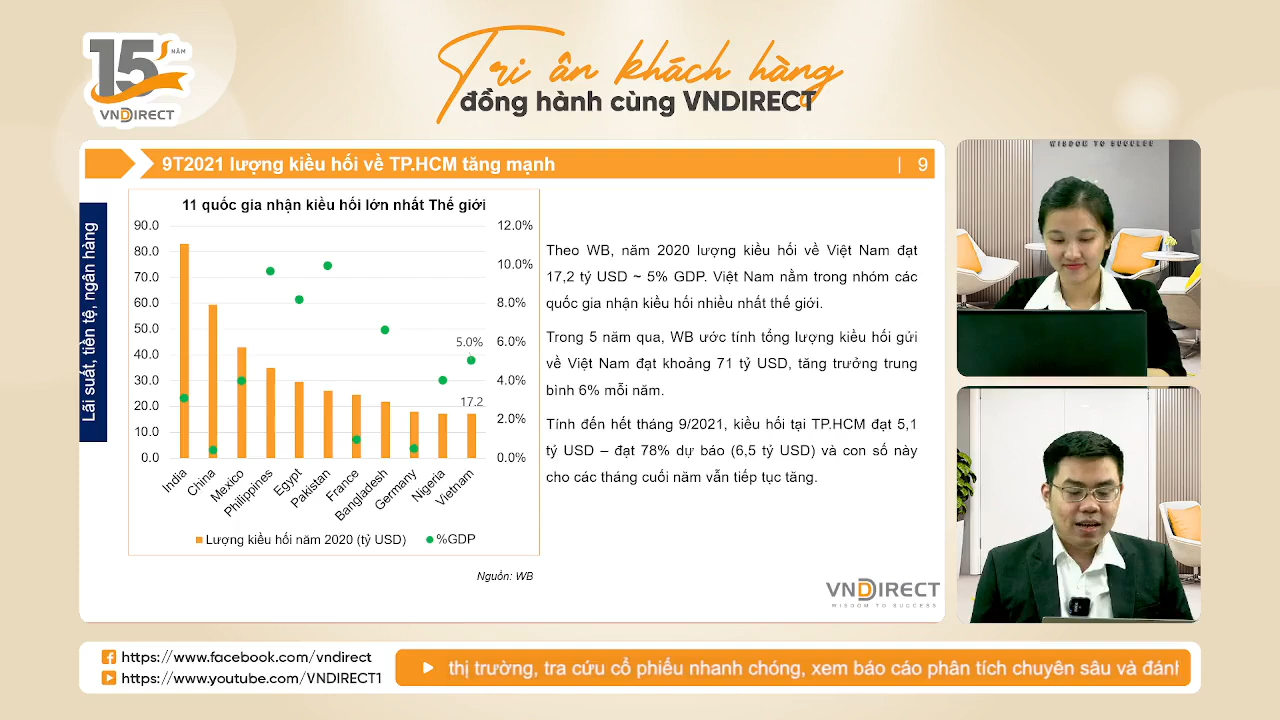 15 NĂM
VNDIRECT
Tri ân khách hàng
đồng hành cùng VNDIRECT
9T2021 lượng kiều hối về TP.HCM tăng mạnh | 9
Lãi suất, tiền tệ, ngân hàng
11 quốc gia nhận kiều hối lớn nhất Thế giới
90.0 12.0%
80.0 10.0%
70.0 8.0%
60.0 6.0%
50.0 4.0%
40.0 2.0%
30.0 0.0%
20.0
10.0
0.0
5.0%
17.2
India China Mexico Philippines Egypt Pakistan France Bangladesh Germany Nigeria Vietnam
Lượng kiều hối năm 2020 (tỷ USD) %GDP
Nguồn: WB
Theo WB, năm 2020 lượng kiều hối về Việt Nam đạt
17,2 tỷ USD ~ 5% GDP. Việt Nam nằm trong nhóm các
quốc gia nhận kiều hối nhiều nhất thế giới.
Trong 5 năm qua, WB ước tính tổng lượng kiều hối gửi
về Việt Nam đạt khoảng 71 tỷ USD, tăng trưởng trung
bình 6% mỗi năm.
Tính đến hết tháng 9/2021, kiều hối tại TP.HCM đạt 5,1
tỷ USD – đạt 78% dự báo (6,5 tỷ USD) và con số này
cho các tháng cuối năm vẫn tiếp tục tăng.
VNDIRECT
WISDOM TO SUCCESS
WISDOM TO SUCCESS
https://www.facebook.com/vndirect
https://www.youtube.com/VNDIRECT1
thị trường, tra cứu cổ phiếu nhanh chóng, xem báo cáo phân tích chuyên sâu và đánh